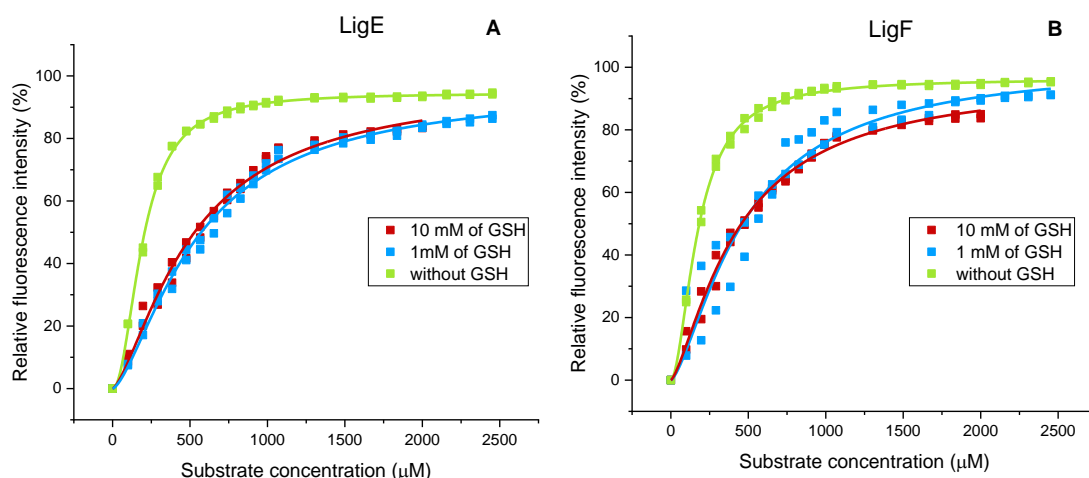 LigE
A
Relative fluorescence intensity (%)
100
80
60
40
20
0
10 mM of GSH
1mM of GSH
without GSH
0 500 1000 1500 2000 2500
Substrate concentration (μM)
LigF
B
Relative fluorescence intensity (%)
100
80
60
40
20
0
10 mM of GSH
1 mM of GSH
without GSH
0 500 1000 1500 2000 2500
Substrate concentration (μM)